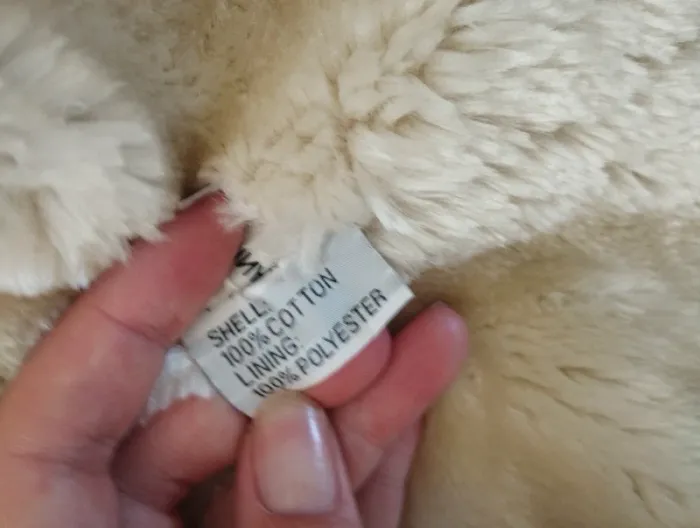 SHELL:
100% COTTON
LINING:
100% POLYESTER